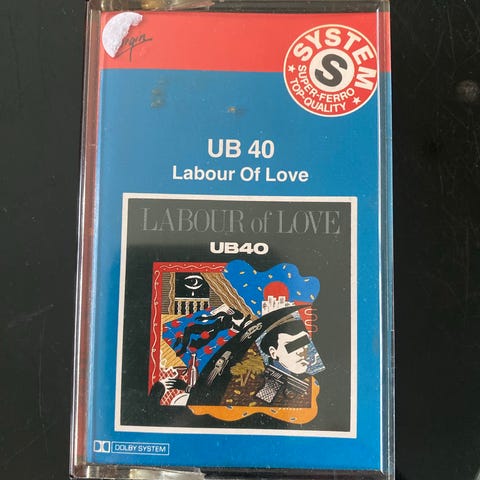 SYSTEM
S
★ SUPER-FERRO ★
TOP-QUALITY
UB 40
Labour Of Love
LABOUR of LOVE
UB40
DOLBY SYSTEM